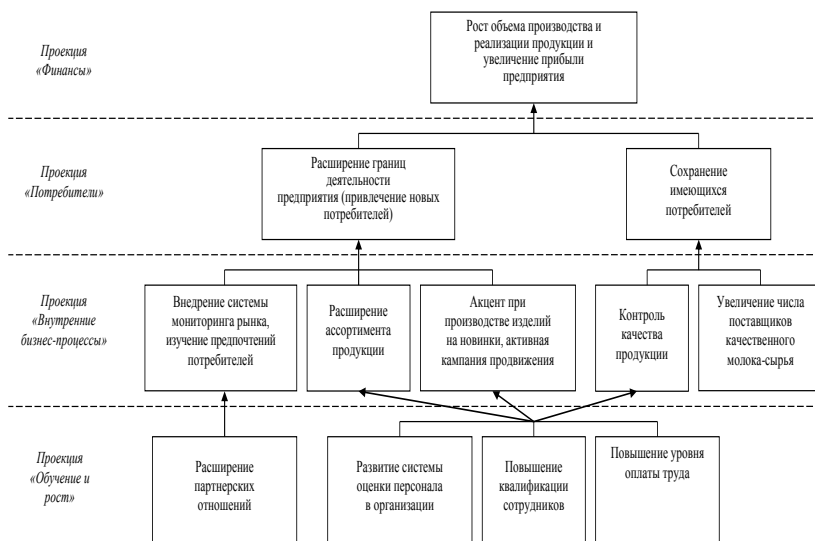 Проекция
«Финансы»
Рост объема производства и
реализации продукции и
увеличение прибыли
предприятия
Проекция
«Потребители»
Расширение границ
деятельности
предприятия (привлечение новых
потребителей)
Сохранение
имеющихся
потребителей
Проекция
«Внутренние
бизнес-процессы»
Внедрение системы
мониторинга рынка,
изучение предпочтений
потребителей
Расширение
ассортимента
продукции
Акцент при
производстве изделий
на новинки, активная
кампания продвижения
Контроль
качества
продукции
Увеличение числа
поставщиков
качественного
молока-сырья
Проекция
«Обучение и
рост»
Расширение
партнерских
отношений
Развитие системы
оценки персонала
в организации
Повышение
квалификации
сотрудников
Повышение уровня
оплаты труда